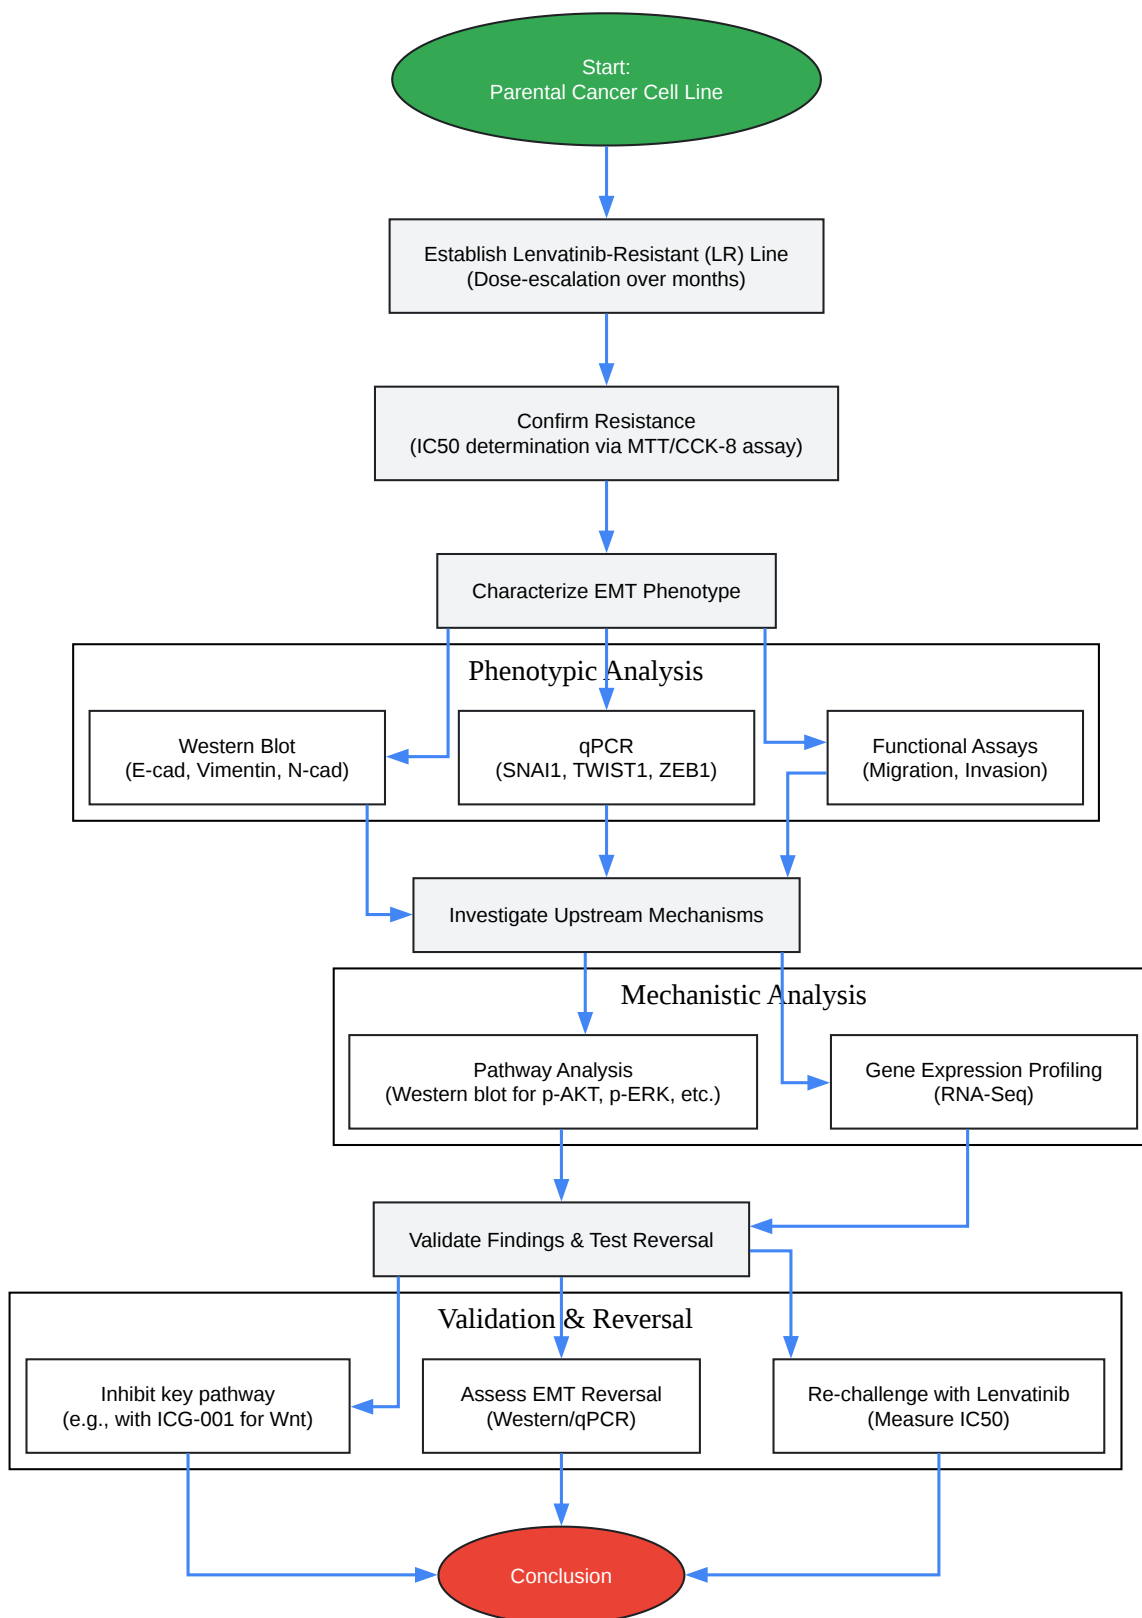 Start:
Parental Cancer Cell Line
Establish Lenvatinib-Resistant (LR) Line
(Dose-escalation over months)
Confirm Resistance
(IC50 determination via MTT/CCK-8 assay)
Characterize EMT Phenotype
Phenotypic Analysis
Western Blot
(E-cad, Vimentin, N-cad)
qPCR
(SNAI1, TWIST1, ZEB1)
Functional Assays
(Migration, Invasion)
Investigate Upstream Mechanisms
Mechanistic Analysis
Pathway Analysis
(Western blot for p-AKT, p-ERK, etc.)
Gene Expression Profiling
(RNA-Seq)
Validate Findings & Test Reversal
Validation & Reversal
Inhibit key pathway
(e.g., with ICG-001 for Wnt)
Assess EMT Reversal
(Western/qPCR)
Re-challenge with Lenvatinib
(Measure IC50)
Conclusion